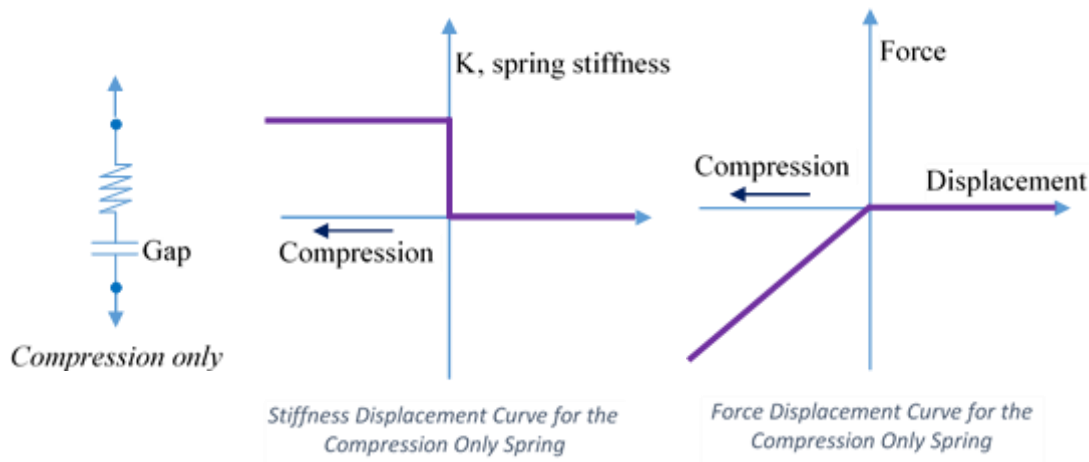 Gap
Compression only
K, spring stiffness
Compression
Stiffness Displacement Curve for the
Compression Only Spring
Force
Compression
Displacement
Force Displacement Curve for the
Compression Only Spring